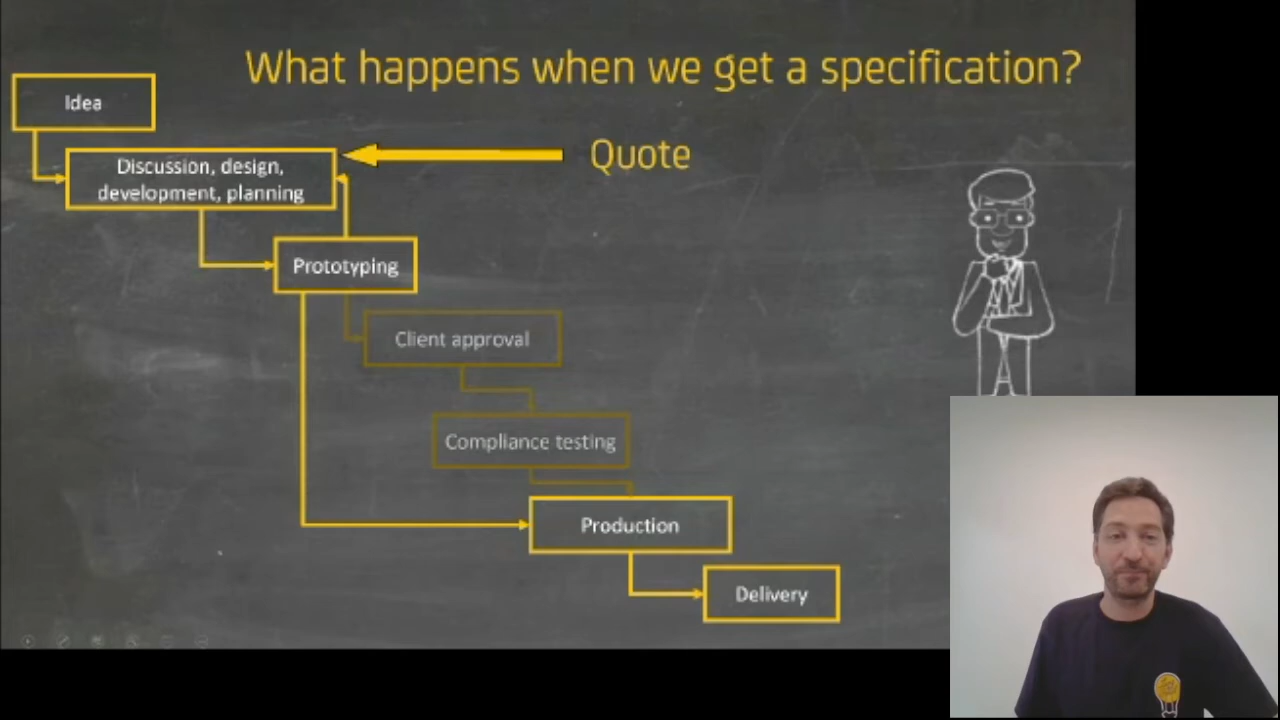 What happens when we get a specification?
Idea
Quote
Discussion, design,
development, planning
Prototyping
Client approval
Compliance testing
Production
Delivery